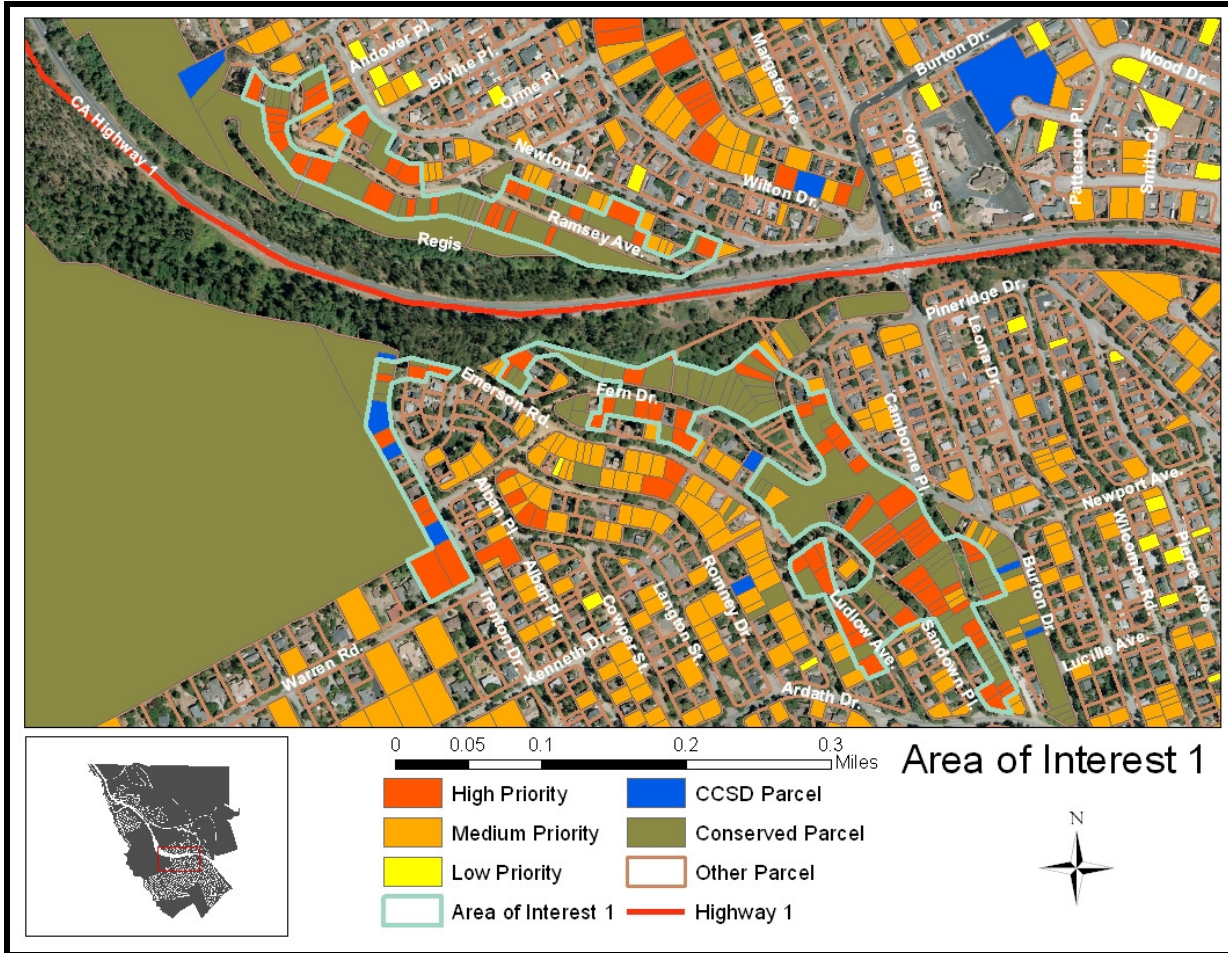 Andover Pl.
Blythe Pl.
Orme Pl.
Margate Ave.
Burton Dr.
Wood Dr.
CA Highway 1
Newton Dr.
Wilton Dr.
Yorkshire St.
Patterson Pl.
Smith Ct.
Ramsey Ave.
Regis
Pineridge Dr.
Leona Dr.
Emerson Rd.
Fern Dr.
Camborne Pl.
Newport Ave.
Alban Pl.
Wilcombe Rd.
Pierce Ave.
Alban Pl.
Romney Dr.
Langton St.
Cowper St.
Trenton Dr.
Kenneth Dr.
Warren Rd.
Ludlow Ave.
Sandown Pl.
Burton Dr.
Lucille Ave.
Ardath Dr.
0 0.05 0.1 0.2 0.3
Miles
Area of Interest 1
High Priority
Medium Priority
Low Priority
Area of Interest 1
CCSD Parcel
Conserved Parcel
Other Parcel
Highway 1
N